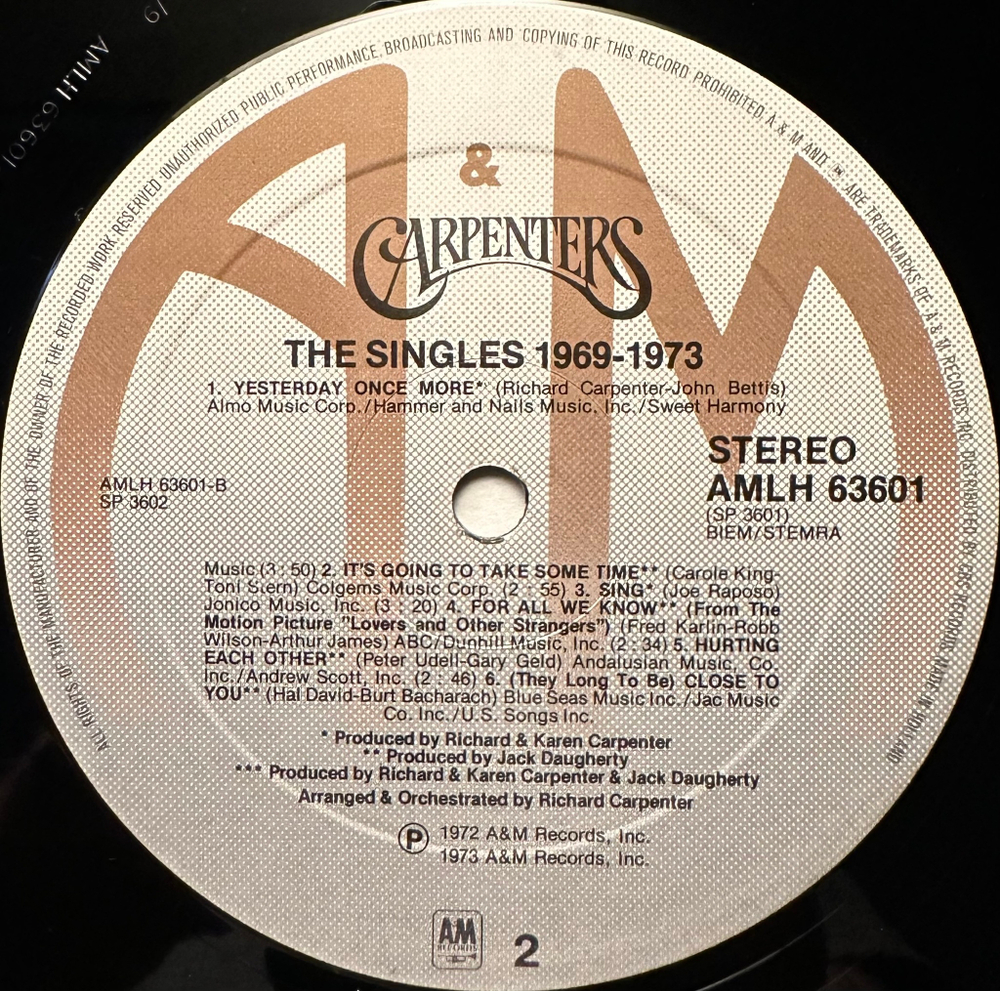 AMLH 63601
ALL RIGHTS OF THE MANUFACTURER AND OF THE OWNER OF THE RECORDED WORK RESERVED UNAUTHORIZED PUBLIC PERFORMANCE, BROADCASTING AND COPYING OF THIS RECORD PROHIBITED A & M AND ARE TRADEMARKS OF A & M RECORDS INC. DISTRIBUTED BY CBS RECORDS MADE IN HOLLAND
A & M
CARPENTERS
THE SINGLES 1969-1973
1. YESTERDAY ONCE MORE* (Richard Carpenter-John Bettis)
Almo Music Corp./Hammer and Nails Music, Inc./Sweet Harmony
STEREO
AMLH 63601-B
AMLH 63601
SP 3602
(SP 3601)
BIEM/STEMRA
Music (3 : 50) 2. IT'S GOING TO TAKE SOME TIME** (Carole King-
Toni Stern) Colgems Music Corp. (2 : 55) 3. SING* (Joe Raposo)
Jonico Music, Inc. (3 : 20) 4. FOR ALL WE KNOW** (From The
Motion Picture "Lovers and Other Strangers") (Fred Karlin-Robb
Wilson-Arthur James) ABC/Dunhill Music, Inc. (2 : 34) 5. HURTING
EACH OTHER** (Peter Udell-Gary Geld) Andalusian Music, Co.
Inc./Andrew Scott, Inc. (2 : 46) 6. (They Long To Be) CLOSE TO
YOU** (Hal David-Burt Bacharach) Blue Seas Music Inc./Jac Music
Co. Inc./U.S. Songs Inc.
* Produced by Richard & Karen Carpenter
** Produced by Jack Daugherty
*** Produced by Richard & Karen Carpenter & Jack Daugherty
Arranged & Orchestrated by Richard Carpenter
℗ 1972 A&M Records, Inc.
1973 A&M Records, Inc.
AM
RECORDS
2